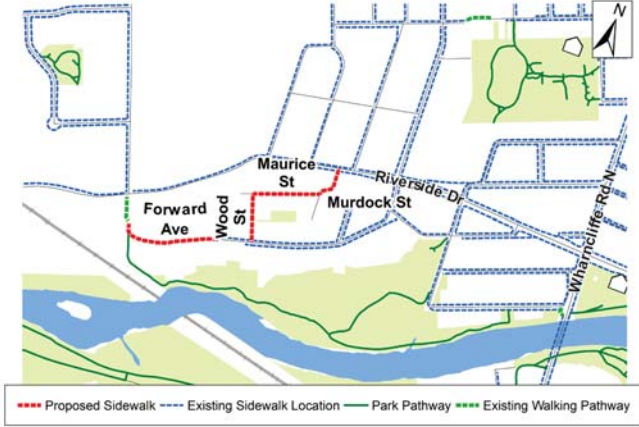 N
Maurice
St
Riverside Dr
Forward
Ave
Wood
St
Murdock St
Wharncliffe Rd N
Proposed Sidewalk
Existing Sidewalk Location
Park Pathway
Existing Walking Pathway